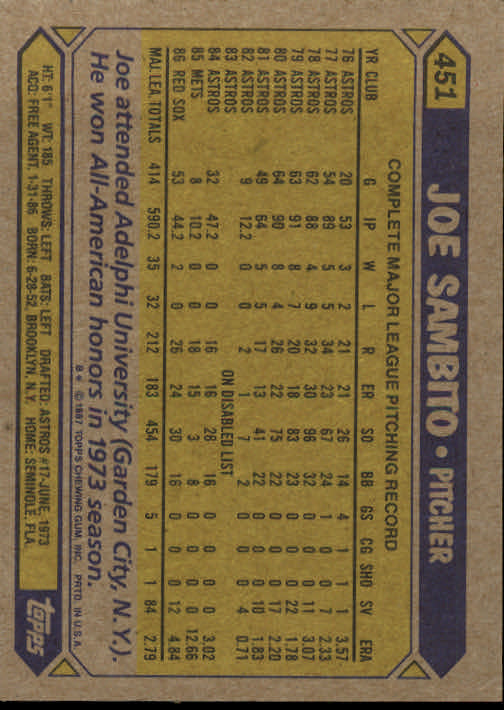 451
JOE SAMBITO • PITCHER
COMPLETE MAJOR LEAGUE PITCHING RECORD
YR CLUB G IP W L R ER SO BB GS CG SHO SV ERA
76 ASTROS 20 53 3 2 21 21 26 14 4 1 1 1 3.57
77 ASTROS 54 89 5 5 34 23 67 24 1 0 0 7 2.33
78 ASTROS 62 88 4 9 32 30 96 32 0 0 0 11 3.07
79 ASTROS 63 91 8 7 20 18 83 23 0 0 0 22 1.78
80 ASTROS 64 90 8 4 26 22 75 22 0 0 0 17 2.20
81 ASTROS 49 64 5 5 17 13 41 22 0 0 0 10 1.83
82 ASTROS 9 12.2 0 0 2 1 7 2 0 0 0 4 0.71
83 ASTROS ON DISABLED LIST
84 ASTROS 32 47.2 0 0 16 16 28 16 0 0 0 0 3.02
85 METS 8 10.2 0 0 18 15 3 8 0 0 0 0 12.66
86 RED SOX 53 44.2 2 0 26 24 30 16 0 0 0 12 4.84
MAJ. LEA. TOTALS 414 590.2 35 32 212 183 454 179 5 1 1 84 2.79
Joe attended Adelphi University (Garden City, N.Y.).
He won All-American honors in 1973 season.
B* © 1987 TOPPS CHEWING GUM, INC. PRTD. IN U.S.A.
HT: 6'1" WT: 185 THROWS: LEFT BATS: LEFT DRAFTED: ASTROS #17-JUNE, 1973
ACQ: FREE AGENT, 1-31-86 BORN: 6-28-52, BROOKLYN, N.Y. HOME: SEMINOLE, FLA.
TOPPS